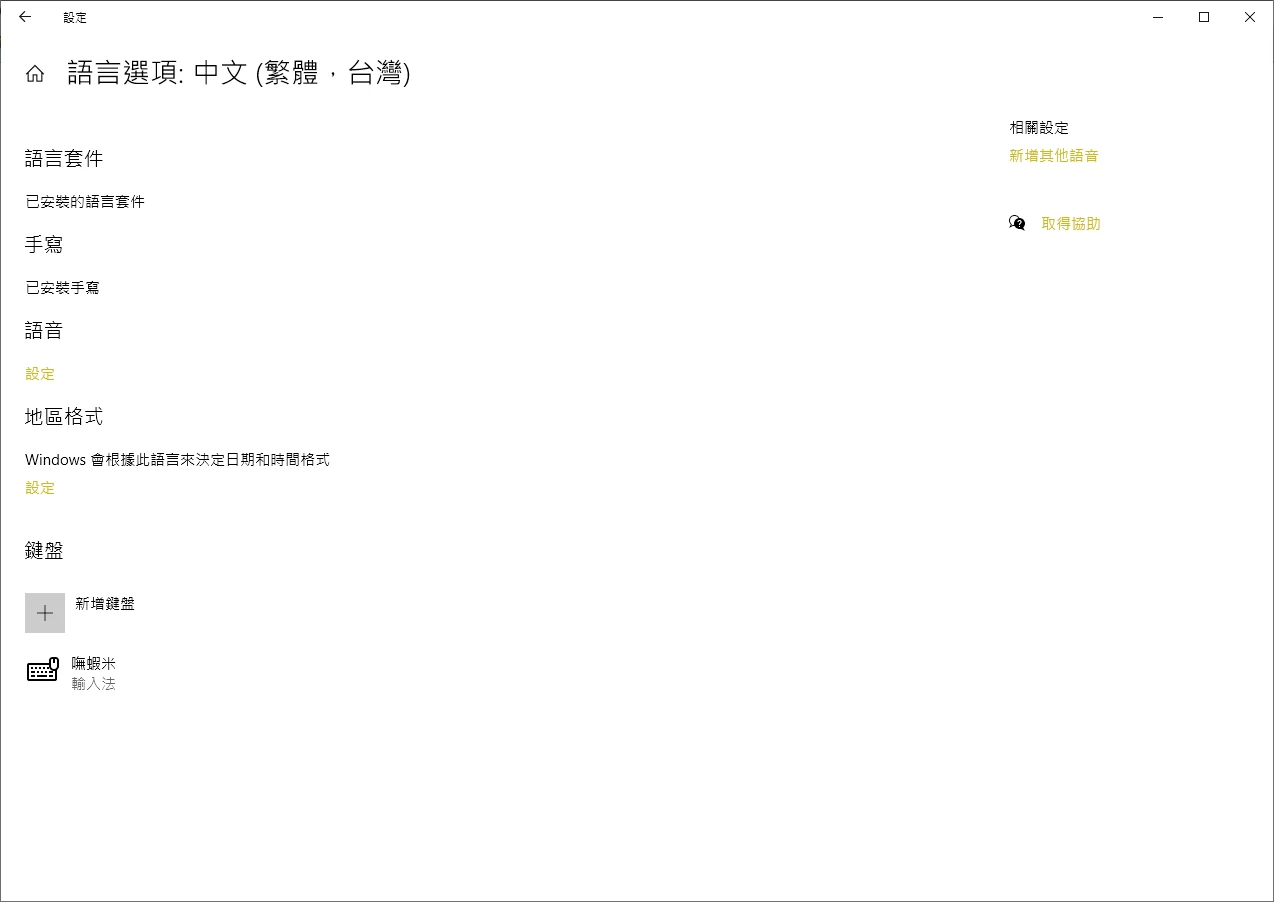 設定
語言選項: 中文 (繁體，台灣)
語言套件
已安裝的語言套件
手寫
已安裝手寫
語音
設定
地區格式
Windows 會根據此語言來決定日期和時間格式
設定
鍵盤
新增鍵盤
嘸蝦米
輸入法
相關設定
新增其他語音
取得協助